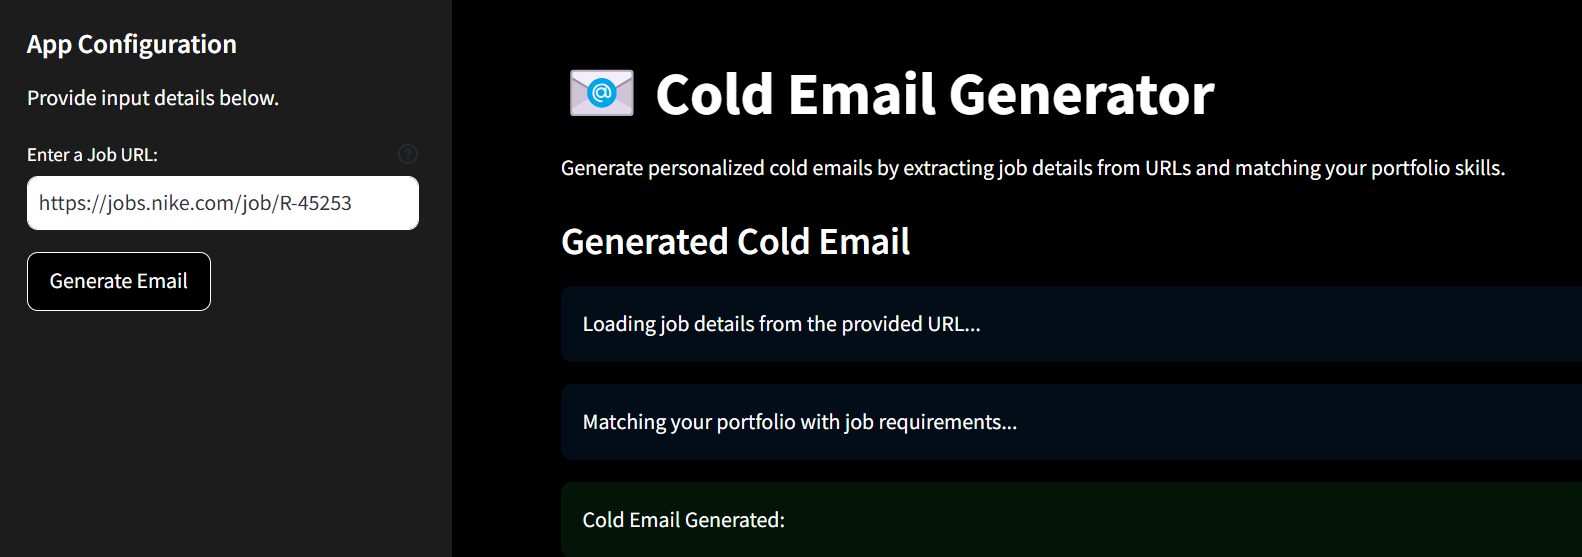 App Configuration
Provide input details below.
Enter a Job URL:
https://jobs.nike.com/job/R-45253
Generate Email
Cold Email Generator
Generate personalized cold emails by extracting job details from URLs and matching your portfolio skills.
Generated Cold Email
Loading job details from the provided URL...
Matching your portfolio with job requirements...
Cold Email Generated: